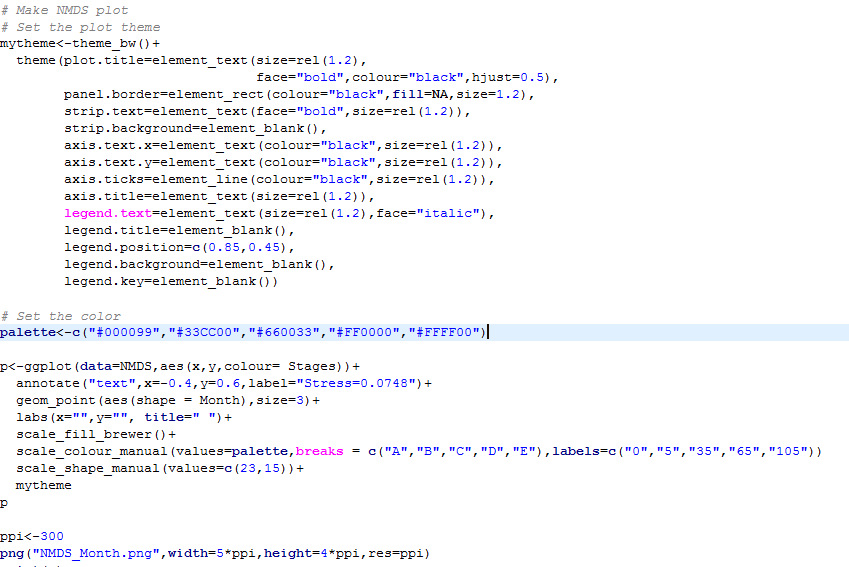 # Make NMDS plot
# Set the plot theme
mytheme<-theme_bw()+
  theme(plot.title=element_text(size=rel(1.2),
                                face="bold",colour="black",hjust=0.5),
        panel.border=element_rect(colour="black",fill=NA,size=1.2),
        strip.text=element_text(face="bold",size=rel(1.2)),
        strip.background=element_blank(),
        axis.text.x=element_text(colour="black",size=rel(1.2)),
        axis.text.y=element_text(colour="black",size=rel(1.2)),
        axis.ticks=element_line(colour="black",size=rel(1.2)),
        axis.title=element_text(size=rel(1.2)),
        legend.text=element_text(size=rel(1.2),face="italic"),
        legend.title=element_blank(),
        legend.position=c(0.85,0.45),
        legend.background=element_blank(),
        legend.key=element_blank())

# Set the color
palette<-c("#000099","#33CC00","#660033","#FF0000","#FFFF00")

p<-ggplot(data=NMDS,aes(x,y,colour= Stages))+
  annotate("text",x=-0.4,y=0.6,label="Stress=0.0748")+
  geom_point(aes(shape = Month),size=3)+
  labs(x="",y="", title=" ")+
  scale_fill_brewer()+
  scale_colour_manual(values=palette,breaks = c("A","B","C","D","E"),labels=c("0","5","35","65","105"))
  scale_shape_manual(values=c(23,15))+
  mytheme
p

ppi<-300
png("NMDS_Month.png",width=5*ppi,height=4*ppi,res=ppi)